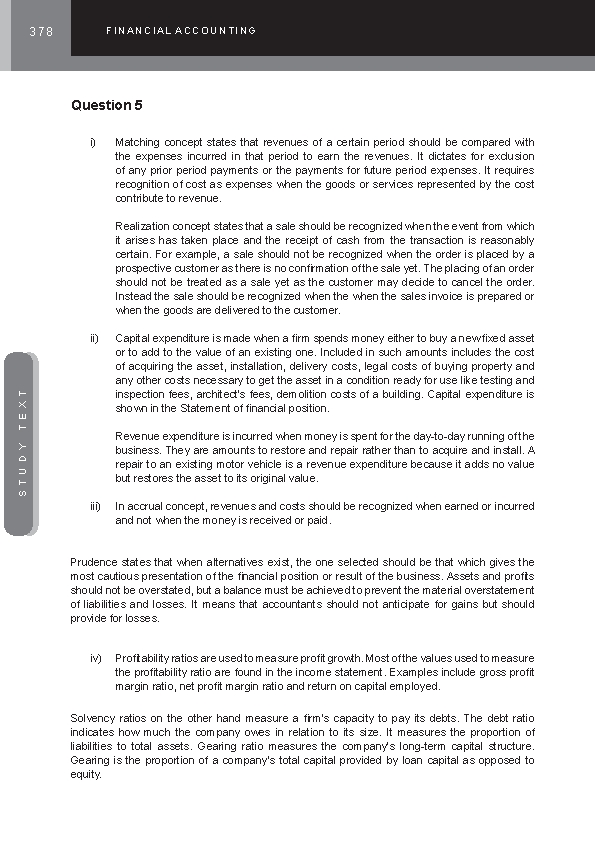 378
FINANCIAL ACCOUNTING
Question 5
i) Matching concept states that revenues of a certain period should be compared with
the expenses incurred in that period to earn the revenues. It dictates for exclusion
of any prior period payments or the payments for future period expenses. It requires
recognition of cost as expenses when the goods or services represented by the cost
contribute to revenue.
Realization concept states that a sale should be recognized when the event from which
it arises has taken place and the receipt of cash from the transaction is reasonably
certain. For example, a sale should not be recognized when the order is placed by a
prospective customer as there is no confirmation of the sale yet. The placing of an order
should not be treated as a sale yet as the customer may decide to cancel the order.
Instead the sale should be recognized when the when the sales invoice is prepared or
when the goods are delivered to the customer.
ii) Capital expenditure is made when a firm spends money either to buy a new fixed asset
or to add to the value of an existing one. Included in such amounts includes the cost
of acquiring the asset, installation, delivery costs, legal costs of buying property and
any other costs necessary to get the asset in a condition ready for use like testing and
inspection fees, architect's fees, demolition costs of a building. Capital expenditure is
shown in the Statement of financial position.
Revenue expenditure is incurred when money is spent for the day-to-day running of the
business. They are amounts to restore and repair rather than to acquire and install. A
repair to an existing motor vehicle is a revenue expenditure because it adds no value
but restores the asset to its original value.
iii) In accrual concept, revenues and costs should be recognized when earned or incurred
and not when the money is received or paid.
Prudence states that when alternatives exist, the one selected should be that which gives the
most cautious presentation of the financial position or result of the business. Assets and profits
should not be overstated, but a balance must be achieved to prevent the material overstatement
of liabilities and losses. It means that accountants should not anticipate for gains but should
provide for losses.
iv) Profitability ratios are used to measure profit growth. Most of the values used to measure
the profitability ratio are found in the income statement. Examples include gross profit
margin ratio, net profit margin ratio and return on capital employed.
Solvency ratios on the other hand measure a firm's capacity to pay its debts. The debt ratio
indicates how much the company owes in relation to its size. It measures the proportion of
liabilities to total assets. Gearing ratio measures the company's long-term capital structure.
Gearing is the proportion of a company's total capital provided by loan capital as opposed to
equity.
STUDY TEXT